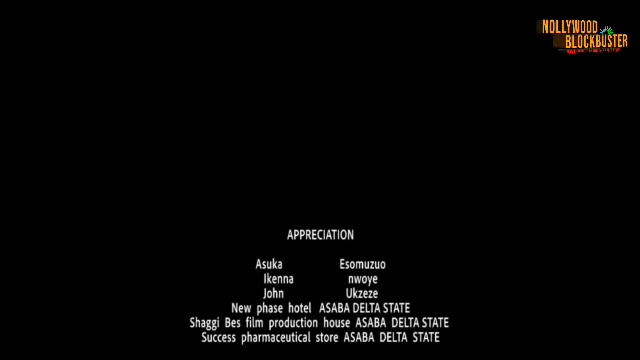 NOLLYWOOD
BLOCKBUSTER
APPRECIATION
Asuka Esomuzuo
Ikenna nwoye
John Ukzeze
New phase hotel ASABA DELTA STATE
Shaggi Bes film production house ASABA DELTA STATE
Success pharmaceutical store ASABA DELTA STATE